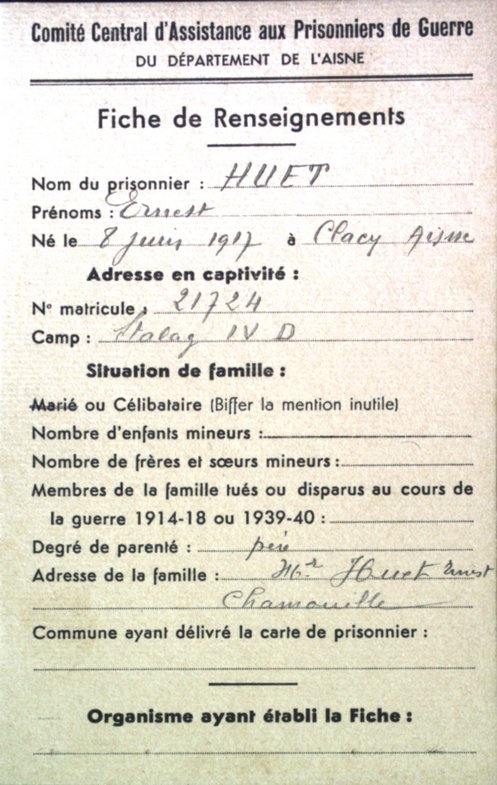 Comité Central d'Assistance aux Prisonniers de Guerre
DU DÉPARTEMENT DE L'AISNE
Fiche de Renseignements
Nom du prisonnier : HUET
Prénoms : Ernest
Né le 8 juin 1917 à Clacy Aisne
Adresse en captivité :
N° matricule : 21724
Camp : Stalag IV D
Situation de famille :
Marié ou Célibataire (Biffer la mention inutile)
Nombre d'enfants mineurs :
Nombre de frères et sœurs mineurs :
Membres de la famille tués ou disparus au cours de
la guerre 1914-18 ou 1939-40 :
Degré de parenté : père
Adresse de la famille : Mr Huet Ernest
Chamouille
Commune ayant délivré la carte de prisonnier :
Organisme ayant établi la Fiche :